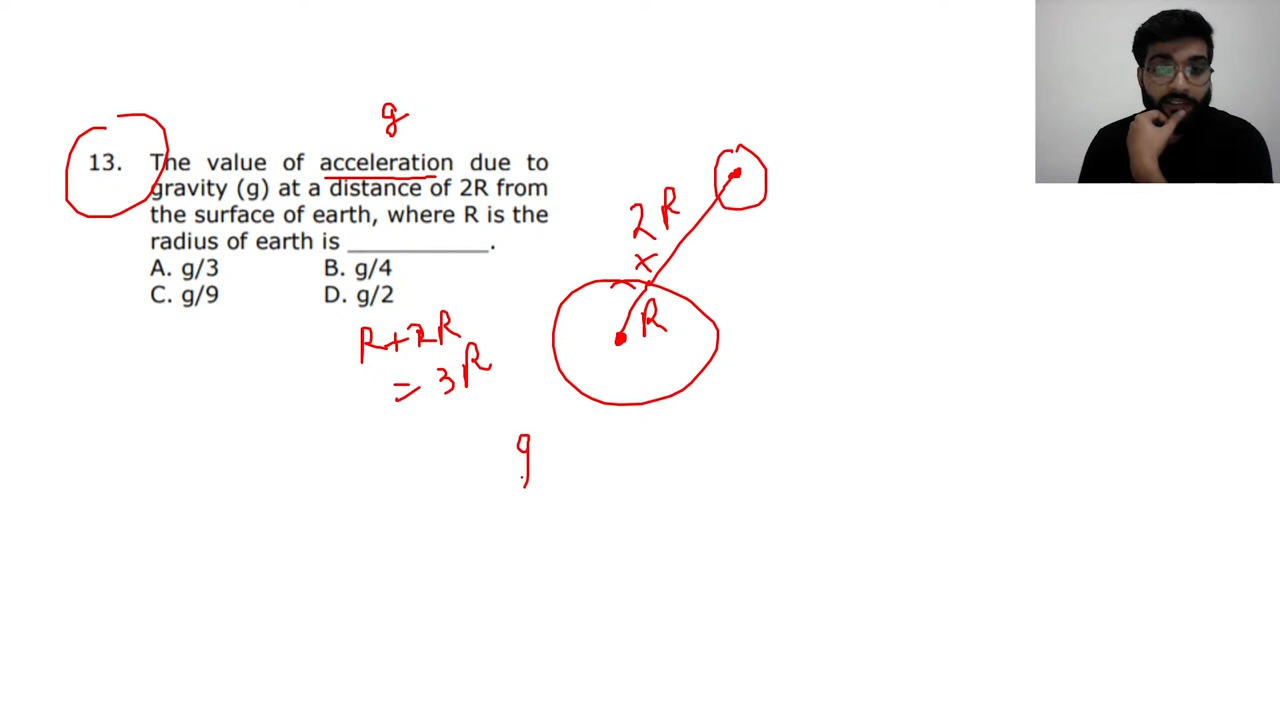 g
13. The value of acceleration due to
gravity (g) at a distance of 2R from
the surface of earth, where R is the
radius of earth is ____________.
A. g/3 B. g/4
C. g/9 D. g/2
2R
x
R
R+2R
= 3R
g